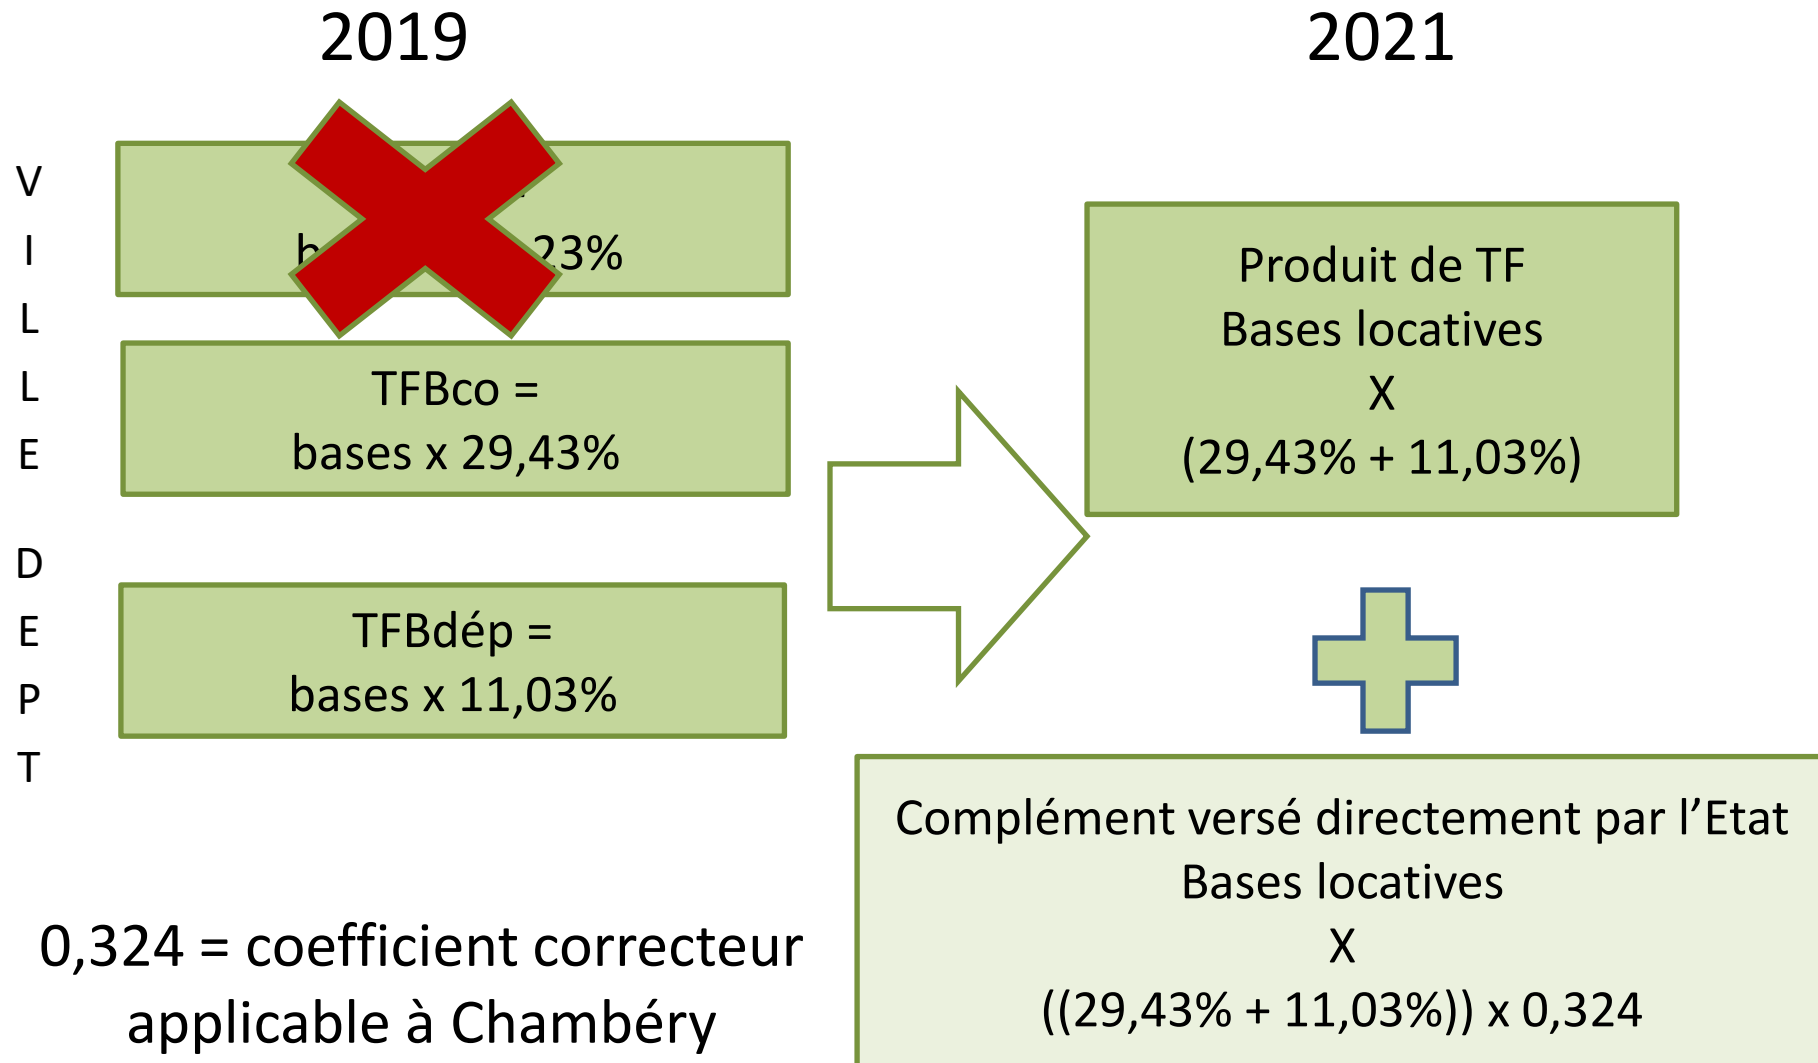 2019
2021
VILLE
DEPT
23%
TFBco =
bases x 29,43%
TFBdép =
bases x 11,03%
0,324 = coefficient correcteur
applicable à Chambéry
Produit de TF
Bases locatives
X
(29,43% + 11,03%)
Complément versé directement par l’Etat
Bases locatives
X
((29,43% + 11,03%)) x 0,324